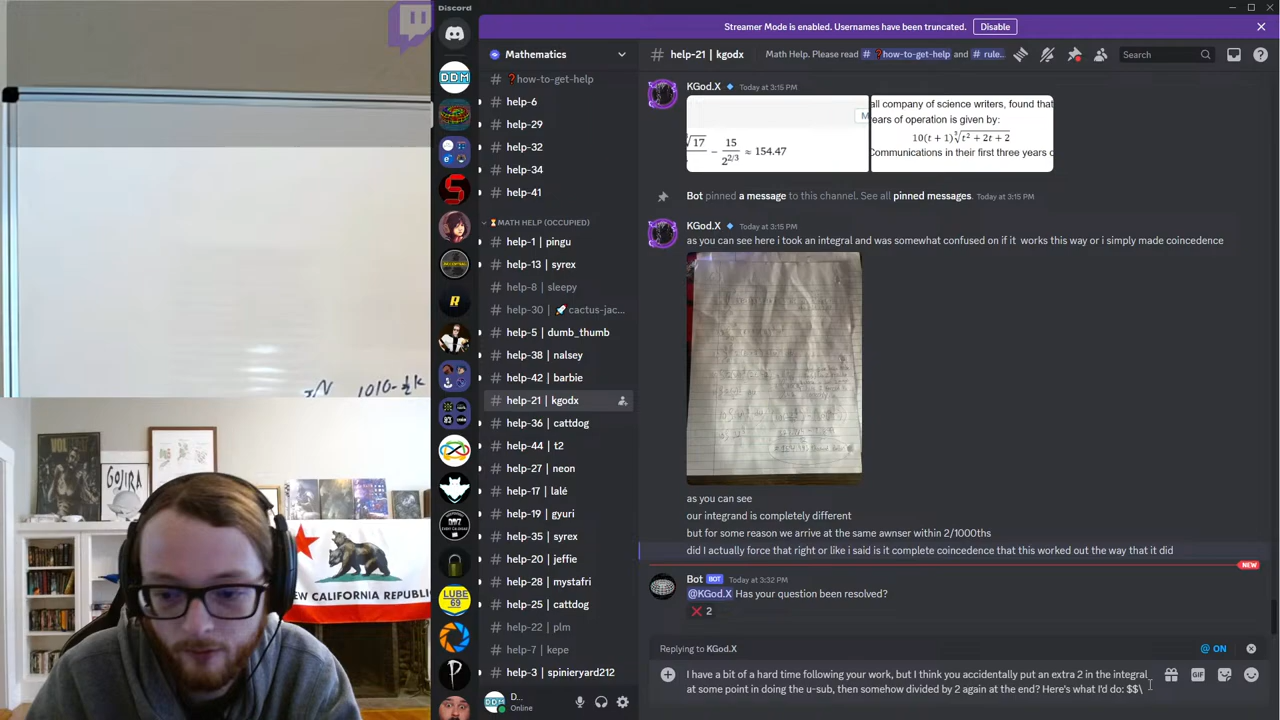 Discord
Streamer Mode is enabled. Usernames have been truncated.
Disable
DDM
Mathematics
# help-21 | kgodx
Math Help. Please read # ❓how-to-get-help and # rule...
Search
# ❓how-to-get-help
# help-6
# help-29
# help-32
# help-34
# help-41
MATH HELP (OCCUPIED)
# help-1 | pingu
# help-13 | syrex
# help-8 | sleepy
# help-30 | 🚀 cactus-jac...
# help-5 | dumb_thumb
# help-38 | nalsey
# help-42 | barbie
# help-21 | kgodx
# help-36 | cattdog
# help-44 | t2
# help-27 | neon
# help-17 | lalé
# help-19 | gyuri
# help-35 | syrex
# help-20 | jeffie
# help-28 | mystafri
# help-25 | cattdog
# help-22 | plm
# help-7 | kepe
# help-3 | spinieryard212
LUBE
69
DDM
D...
Online
KGod.X Today at 3:15 PM
√17 − 15/2^{2/3} ≈ 154.47
M
all company of science writers, found that
ears of operation is given by:
10(t + 1)∛(t² + 2t + 2)
Communications in their first three years o
Bot pinned a message to this channel. See all pinned messages. Today at 3:15 PM
KGod.X Today at 3:15 PM
as you can see here i took an integral and was somewhat confused on if it works this way or i simply made coincedence
as you can see
our integrand is completely different
but for some reason we arrive at the same awnser within 2/1000ths
did I actually force that right or like i said is it complete coincedence that this worked out the way that it did
NEW
Bot BOT Today at 3:32 PM
@KGod.X Has your question been resolved?
❌ 2
Replying to KGod.X
@ ON
I have a bit of a hard time following your work, but I think you accidentally put an extra 2 in the integral
at some point in doing the u-sub, then somehow divided by 2 again at the end? Here's what I'd do: $$\
GIF
VOL
GOJIRA
EW CALIFORNIA REPUBLI